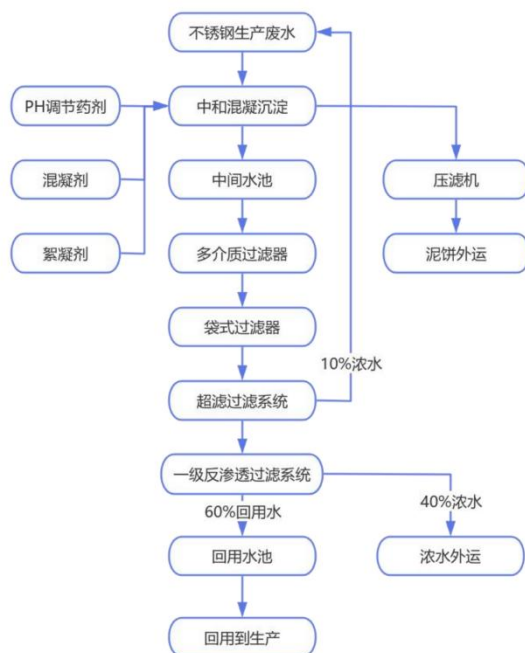 不锈钢生产废水
PH调节药剂
中和混凝沉淀
混凝剂
中间水池
压滤机
絮凝剂
多介质过滤器
泥饼外运
袋式过滤器
10%浓水
超滤过滤系统
一级反渗透过滤系统
60%回用水
40%浓水
回用水池
浓水外运
回用到生产